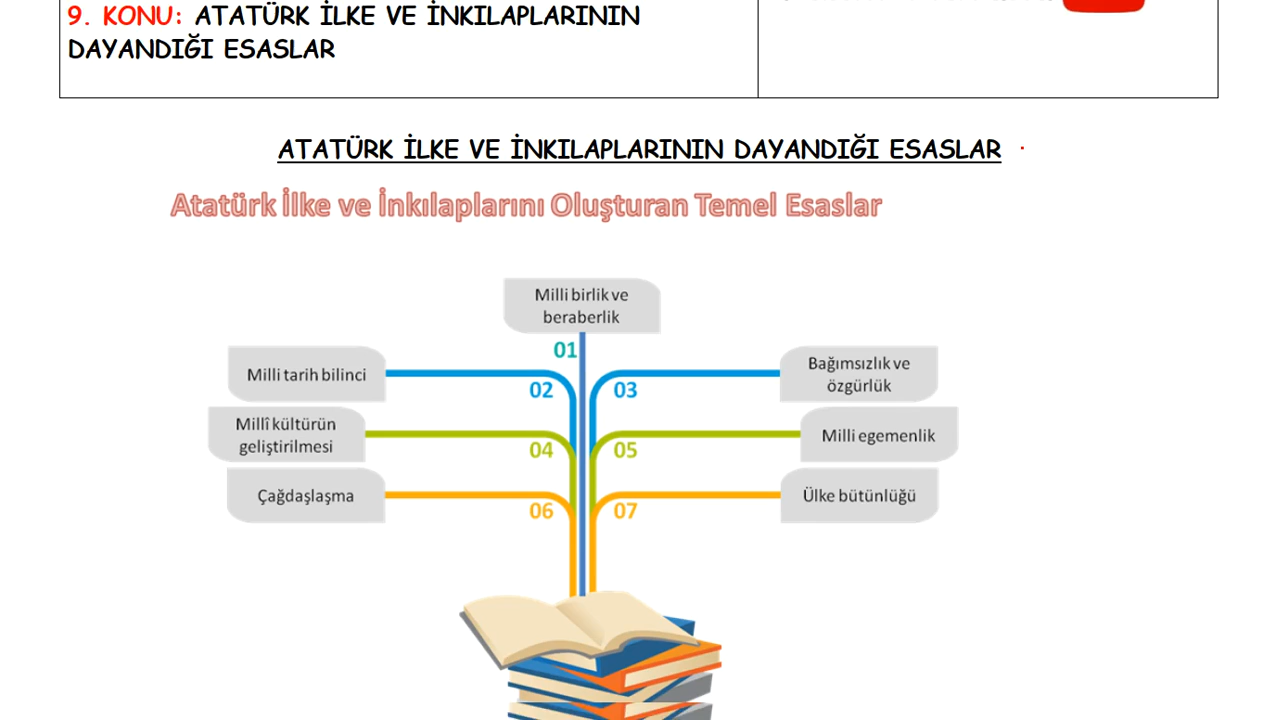 9. KONU: ATATÜRK İLKE VE İNKILAPLARININ
DAYANDIĞI ESASLAR
ATATÜRK İLKE VE İNKILAPLARININ DAYANDIĞI ESASLAR
Atatürk İlke ve İnkılaplarını Oluşturan Temel Esaslar
Milli birlik ve
beraberlik
01
Milli tarih bilinci
02
03
Bağımsızlık ve
özgürlük
Millî kültürün
geliştirilmesi
04
05
Milli egemenlik
Çağdaşlaşma
06
07
Ülke bütünlüğü